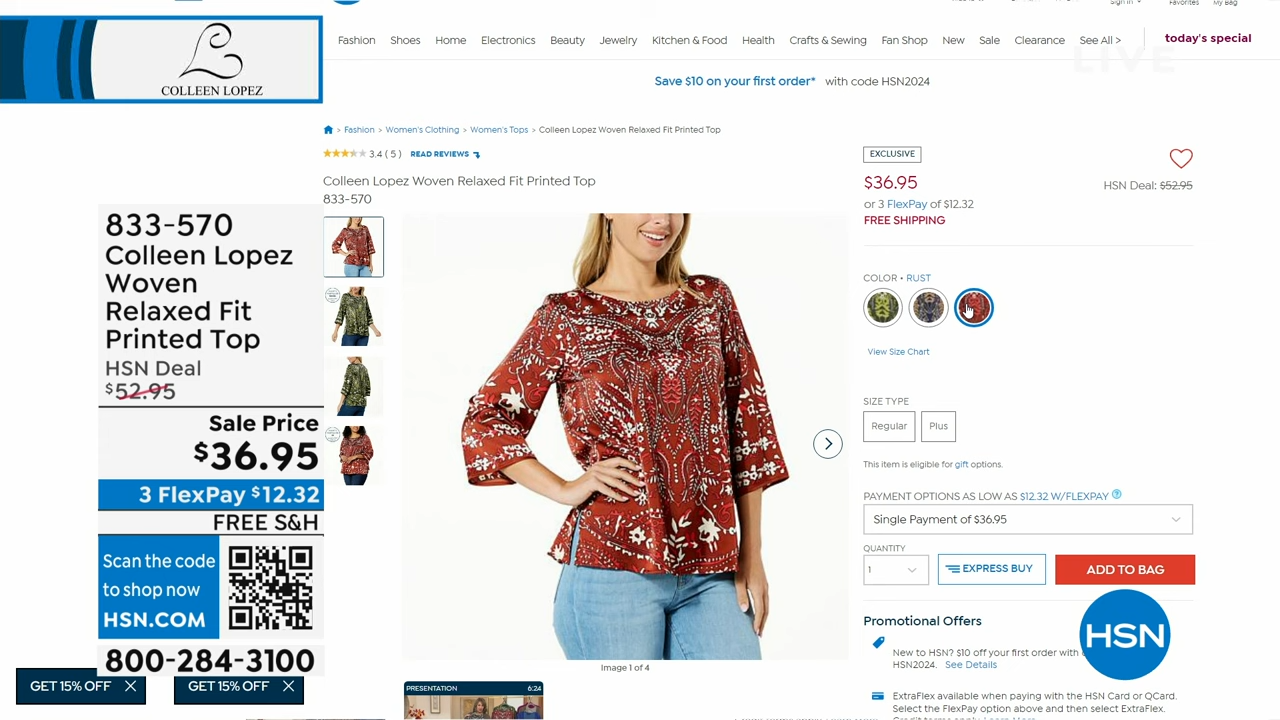 COLLEEN LOPEZ
Sign in
Favorites
My Bag
Fashion Shoes Home Electronics Beauty Jewelry Kitchen & Food Health Crafts & Sewing Fan Shop New Sale Clearance See All > today's special
LIVE
Save $10 on your first order* with code HSN2024
> Fashion > Women's Clothing > Women's Tops > Colleen Lopez Woven Relaxed Fit Printed Top
3.4 ( 5 ) READ REVIEWS
Colleen Lopez Woven Relaxed Fit Printed Top
833-570
EXCLUSIVE
$36.95
HSN Deal: $52.95
or 3 FlexPay of $12.32
FREE SHIPPING
COLOR • RUST
View Size Chart
SIZE TYPE
Regular Plus
This item is eligible for gift options.
PAYMENT OPTIONS AS LOW AS $12.32 W/FLEXPAY ?
Single Payment of $36.95
QUANTITY
1
EXPRESS BUY
ADD TO BAG
Promotional Offers
New to HSN? $10 off your first order with
HSN2024. See Details
ExtraFlex available when paying with the HSN Card or QCard.
Select the FlexPay option above and then select ExtraFlex.
HSN
Image 1 of 4
PRESENTATION 6:24
833-570
Colleen Lopez
Woven
Relaxed Fit
Printed Top
HSN Deal
$52.95
Sale Price
$36.95
3 FlexPay $12.32
FREE S&H
Scan the code
to shop now
HSN.COM
800-284-3100
GET 15% OFF
GET 15% OFF